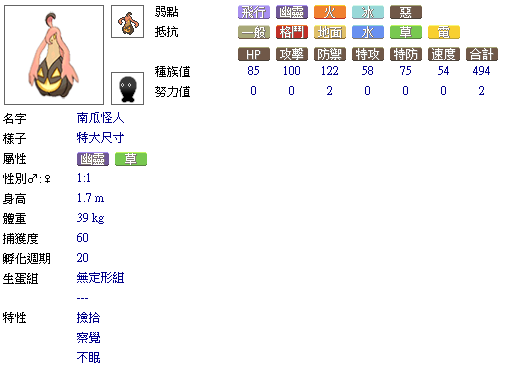 弱點 飛行 幽靈 火 冰 惡
抵抗 一般 格鬥 地面 水 草 電
HP 攻擊 防禦 特攻 特防 速度 合計
種族值 85 100 122 58 75 54 494
努力值 0 0 2 0 0 0 2
名字 南瓜怪人
樣子 特大尺寸
屬性 幽靈 草
性別♂:♀ 1:1
身高 1.7 m
體重 39 kg
捕獲度 60
孵化週期 20
生蛋組 無定形組
---
特性 撿拾
察覺
不眠